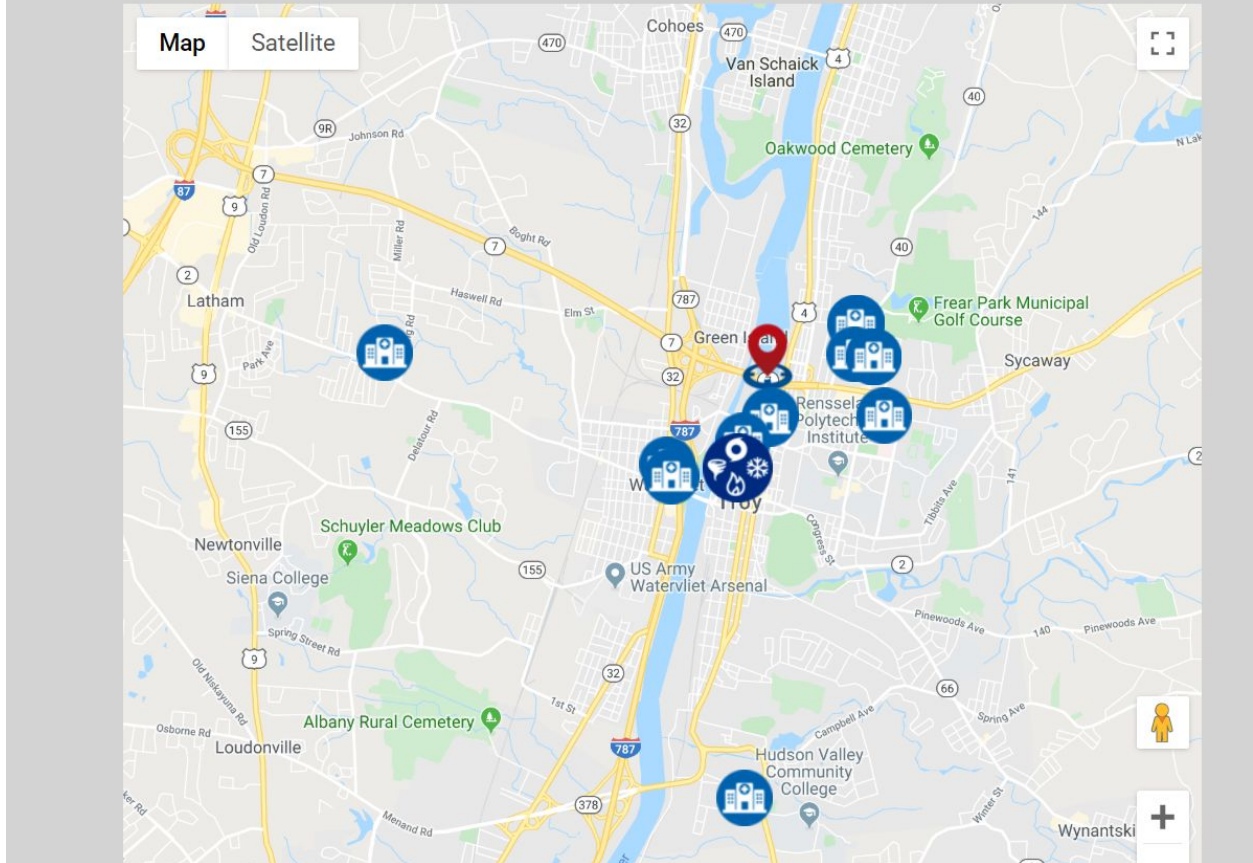 Map
Satellite
Cohoes
470
470
Van Schaick
Island
4
40
9R
Johnson Rd
32
Oakwood Cemetery
7
87
9
Old Loudon Rd
Miller Rd
144
Boght Rd
7
40
2
Latham
Haswell Rd
Elm St
787
4
Frear Park Municipal
Golf Course
Green
7
Park Ave
9
32
Sycaway
155
Delatour Rd
787
Polytech
Institute
2
141
Tibbits Ave
Troy
Congress St
Schuyler Meadows Club
Newtonville
155
US Army
Watervliet Arsenal
2
Siena College
Pinewoods Ave
140
Pinewoods Ave
Spring Street Rd
9
32
66
Old Niskayuna Rd
1st St
Albany Rural Cemetery
Campbell Ave
Spring Ave
Osborne Rd
Loudonville
787
Hudson Valley
Community
College
378
Menand Rd
Winter St
Wynantski
+